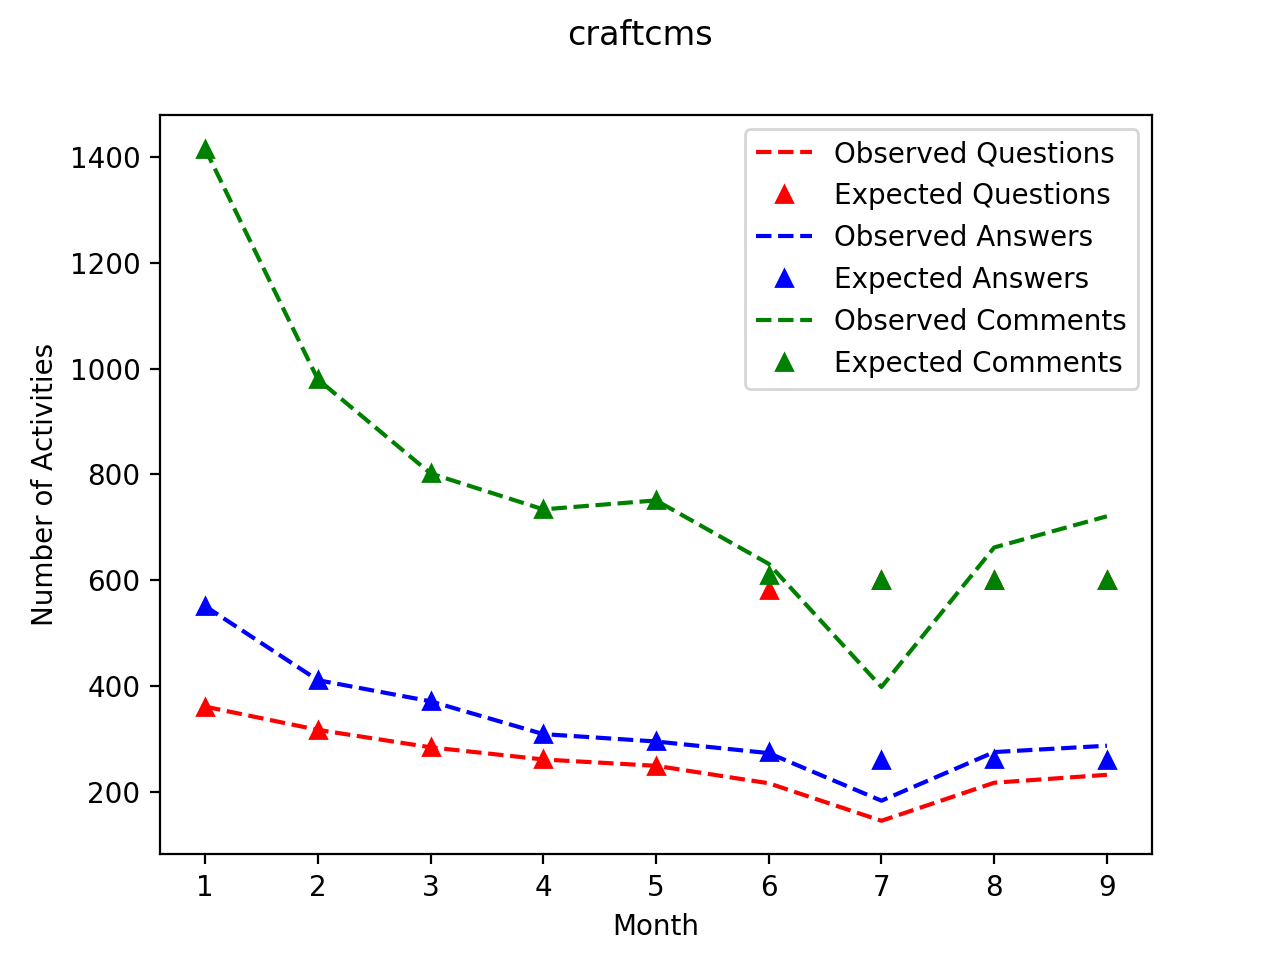 craftcms
Observed Questions
Expected Questions
Observed Answers
Expected Answers
Observed Comments
Expected Comments
Number of Activities
1400
1200
1000
800
600
400
200
1 2 3 4 5 6 7 8 9
Month